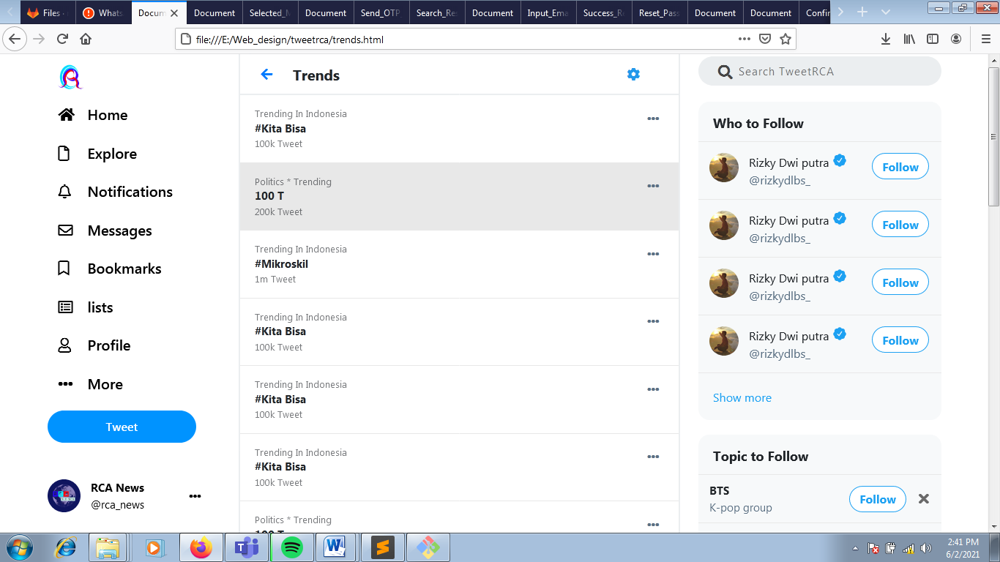 Files
Whats
Docum
Document
Selected_M
Document
Send_OTP
Search_Res
Document
Input_Ema
Success_R
Reset_Pass
Document
Document
Confir
file:///E:/Web_design/tweetrca/trends.html
Home
Explore
Notifications
Messages
Bookmarks
lists
Profile
More
Tweet
RCA News
@rca_news
Trends
Trending In Indonesia
#Kita Bisa
100k Tweet
Politics * Trending
100 T
200k Tweet
Trending In Indonesia
#Mikroskil
1m Tweet
Trending In Indonesia
#Kita Bisa
100k Tweet
Trending In Indonesia
#Kita Bisa
100k Tweet
Trending In Indonesia
#Kita Bisa
100k Tweet
Politics * Trending
100 T
Search TweetRCA
Who to Follow
Rizky Dwi putra
@rizkydlbs_
Follow
Rizky Dwi putra
@rizkydlbs_
Follow
Rizky Dwi putra
@rizkydlbs_
Follow
Rizky Dwi putra
@rizkydlbs_
Follow
Show more
Topic to Follow
BTS
K-pop group
Follow
2:41 PM
6/2/2021